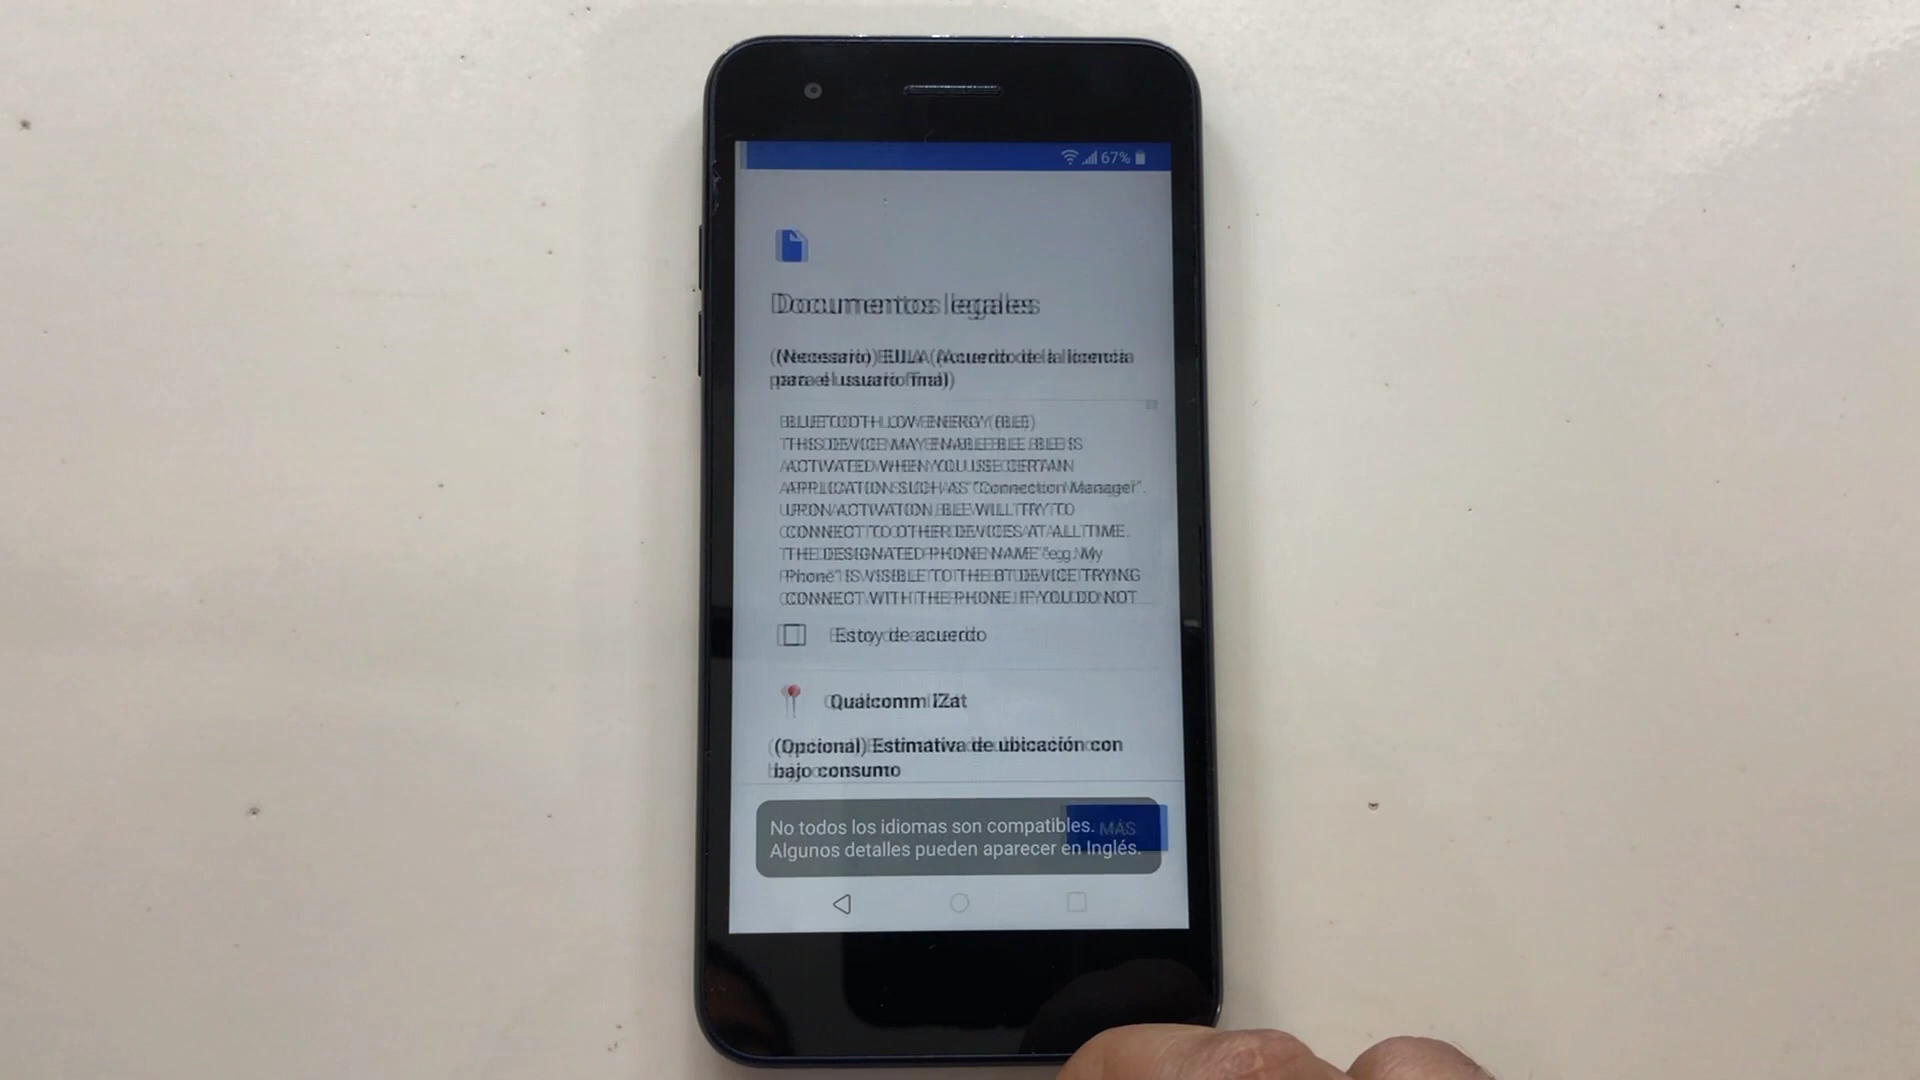 67%
Documentos legales
(Necesario) EULA (Acuerdo de la licencia
para el usuario final)
BLUETOOTH LOW ENERGY (BLE)
THIS DEVICE MAY ENABLE BLE. BLE IS
ACTIVATED WHEN YOU USE CERTAIN
APPLICATION SUCH AS "Connection Manager".
UPON ACTIVATION, BLE WILL TRY TO
CONNECT TO OTHER DEVICES AT ALL TIME.
THE DESIGNATED PHONE NAME "eg. My
Phone" IS VISIBLE TO THE BT DEVICE TRYING
CONNECT WITH THE PHONE. IF YOU DO NOT
Estoy de acuerdo
Qualcomm IZat
(Opcional) Estimativa de ubicación con
bajo consumo
No todos los idiomas son compatibles.
Algunos detalles pueden aparecer en Inglés.
MÁS